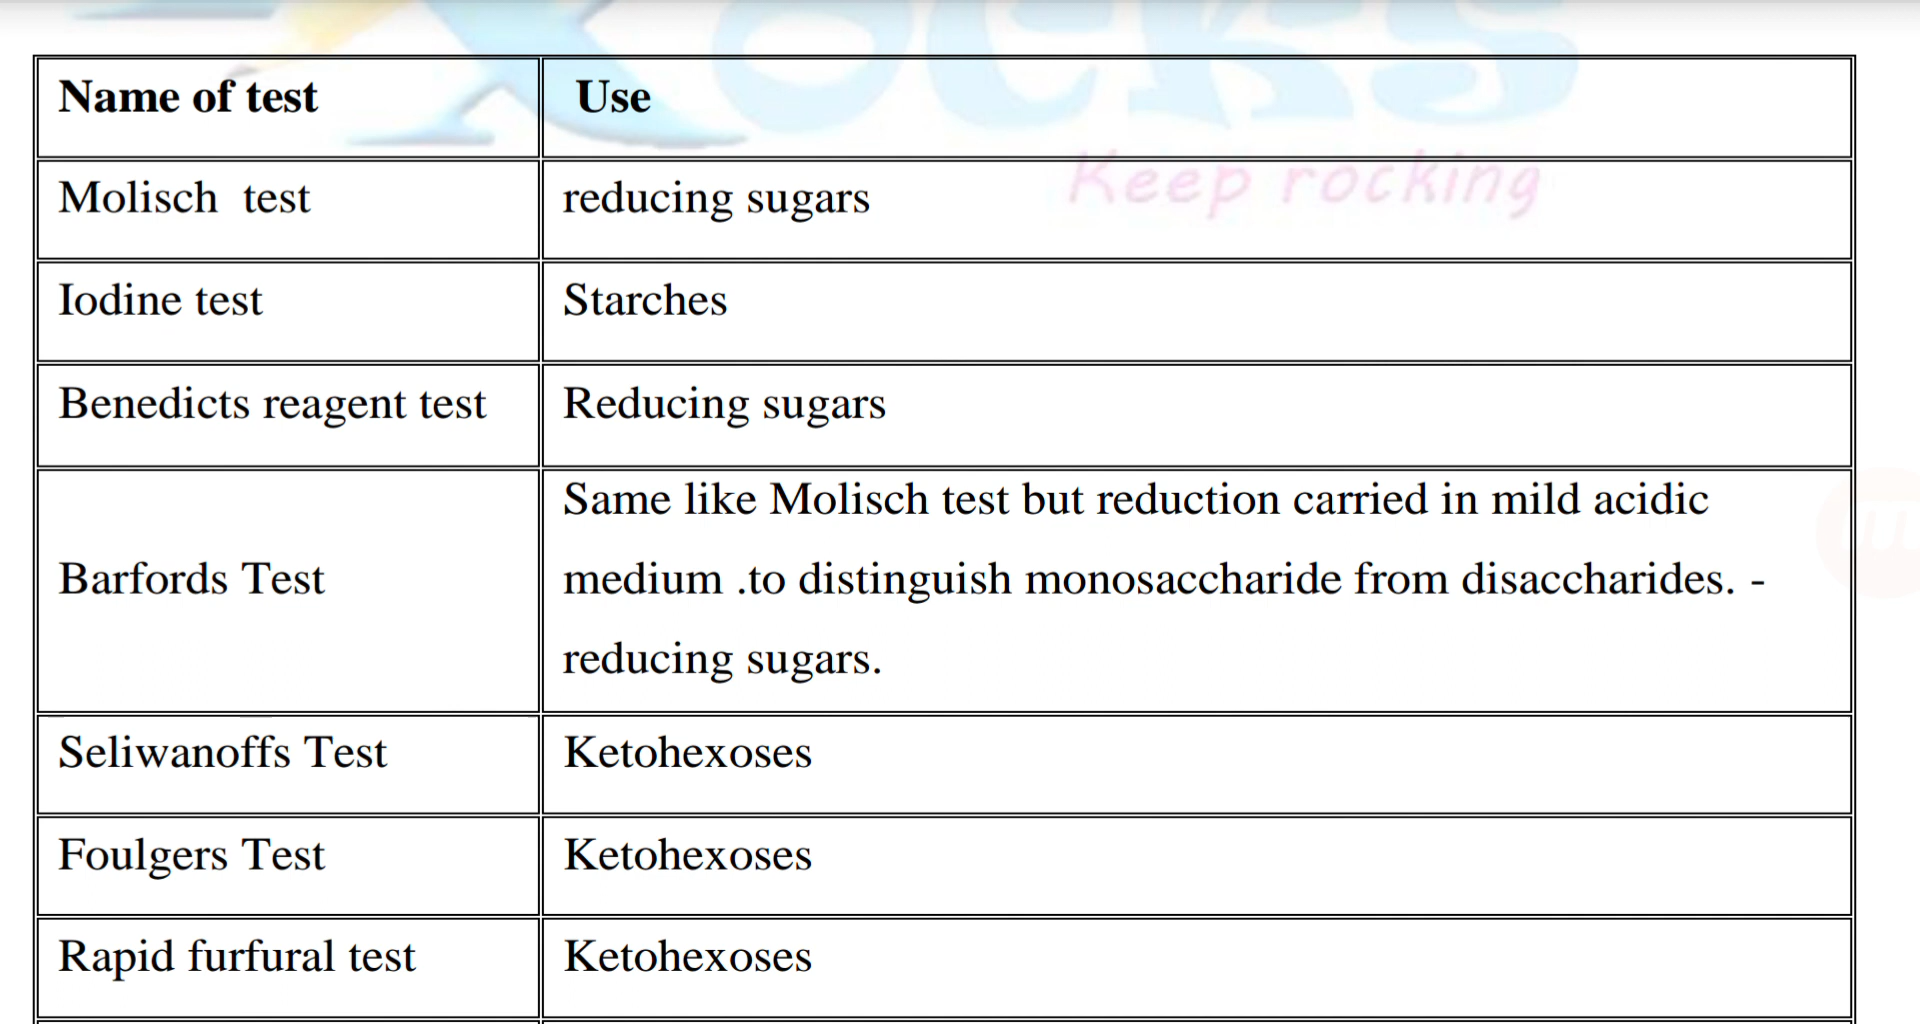 ocks
Keep rocking
Name of test
Use
Molisch test
reducing sugars
Iodine test
Starches
Benedicts reagent test
Reducing sugars
Barfords Test
Same like Molisch test but reduction carried in mild acidic
medium .to distinguish monosaccharide from disaccharides. -
reducing sugars.
Seliwanoffs Test
Ketohexoses
Foulgers Test
Ketohexoses
Rapid furfural test
Ketohexoses